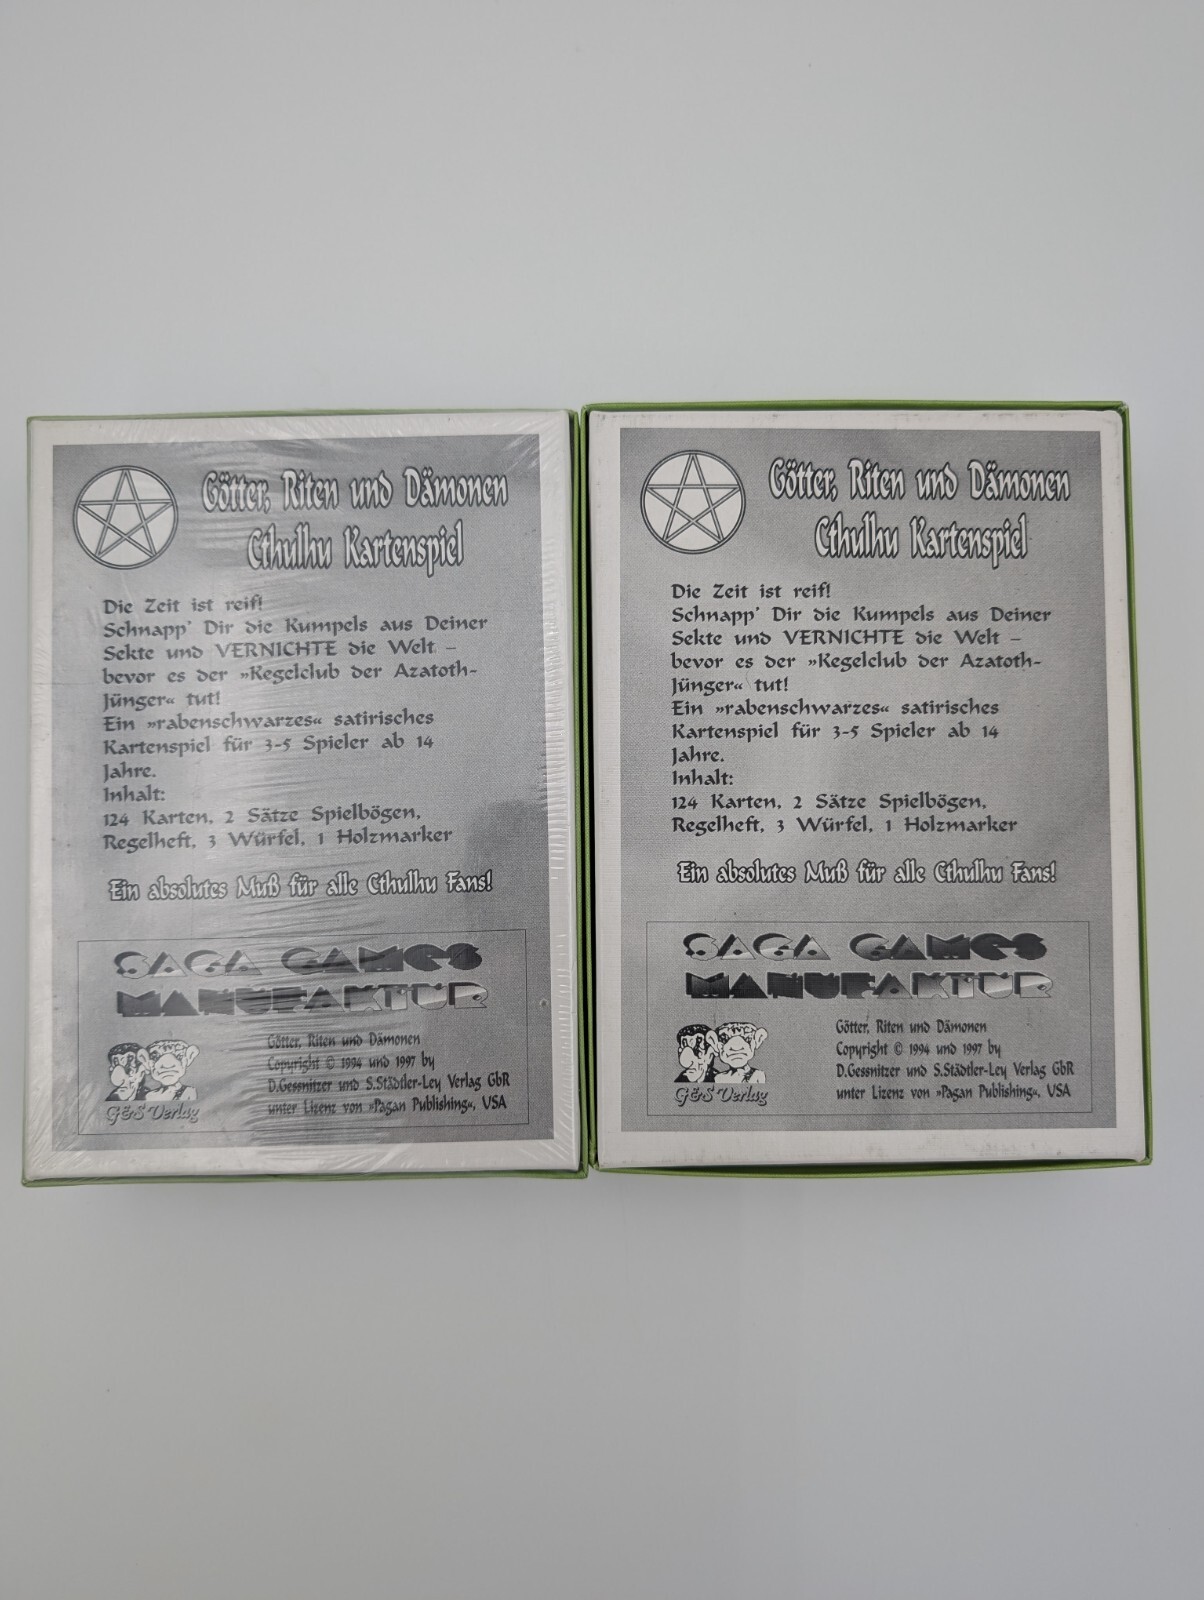 Götter, Riten und Dämonen
Cthulhu Kartenspiel
Die Zeit ist reif!
Schnapp' Dir die Kumpels aus Deiner
Sekte und VERNICHTE die Welt –
bevor es der »Kegelclub der Azatoth-
Jünger« tut!
Ein »rabenschwarzes« satirisches
Kartenspiel für 3-5 Spieler ab 14
Jahre.
Inhalt:
124 Karten, 2 Sätze Spielbögen,
Regelheft, 3 Würfel, 1 Holzmarker
Ein absolutes Muß für alle Cthulhu Fans!
SAGA GAMES
MANUFAKTUR
Götter, Riten und Dämonen
Copyright © 1994 und 1997 by
D.Gessnitzer und S.Städtler-Ley Verlag GbR
unter Lizenz von »Pagan Publishing«, USA
G&S Verlag
Götter, Riten und Dämonen
Cthulhu Kartenspiel
Die Zeit ist reif!
Schnapp' Dir die Kumpels aus Deiner
Sekte und VERNICHTE die Welt –
bevor es der »Kegelclub der Azatoth-
Jünger« tut!
Ein »rabenschwarzes« satirisches
Kartenspiel für 3-5 Spieler ab 14
Jahre.
Inhalt:
124 Karten, 2 Sätze Spielbögen,
Regelheft, 3 Würfel, 1 Holzmarker
Ein absolutes Muß für alle Cthulhu Fans!
SAGA GAMES
MANUFAKTUR
Götter, Riten und Dämonen
Copyright © 1994 und 1997 by
D.Gessnitzer und S.Städtler-Ley Verlag GbR
unter Lizenz von »Pagan Publishing«, USA
G&S Verlag